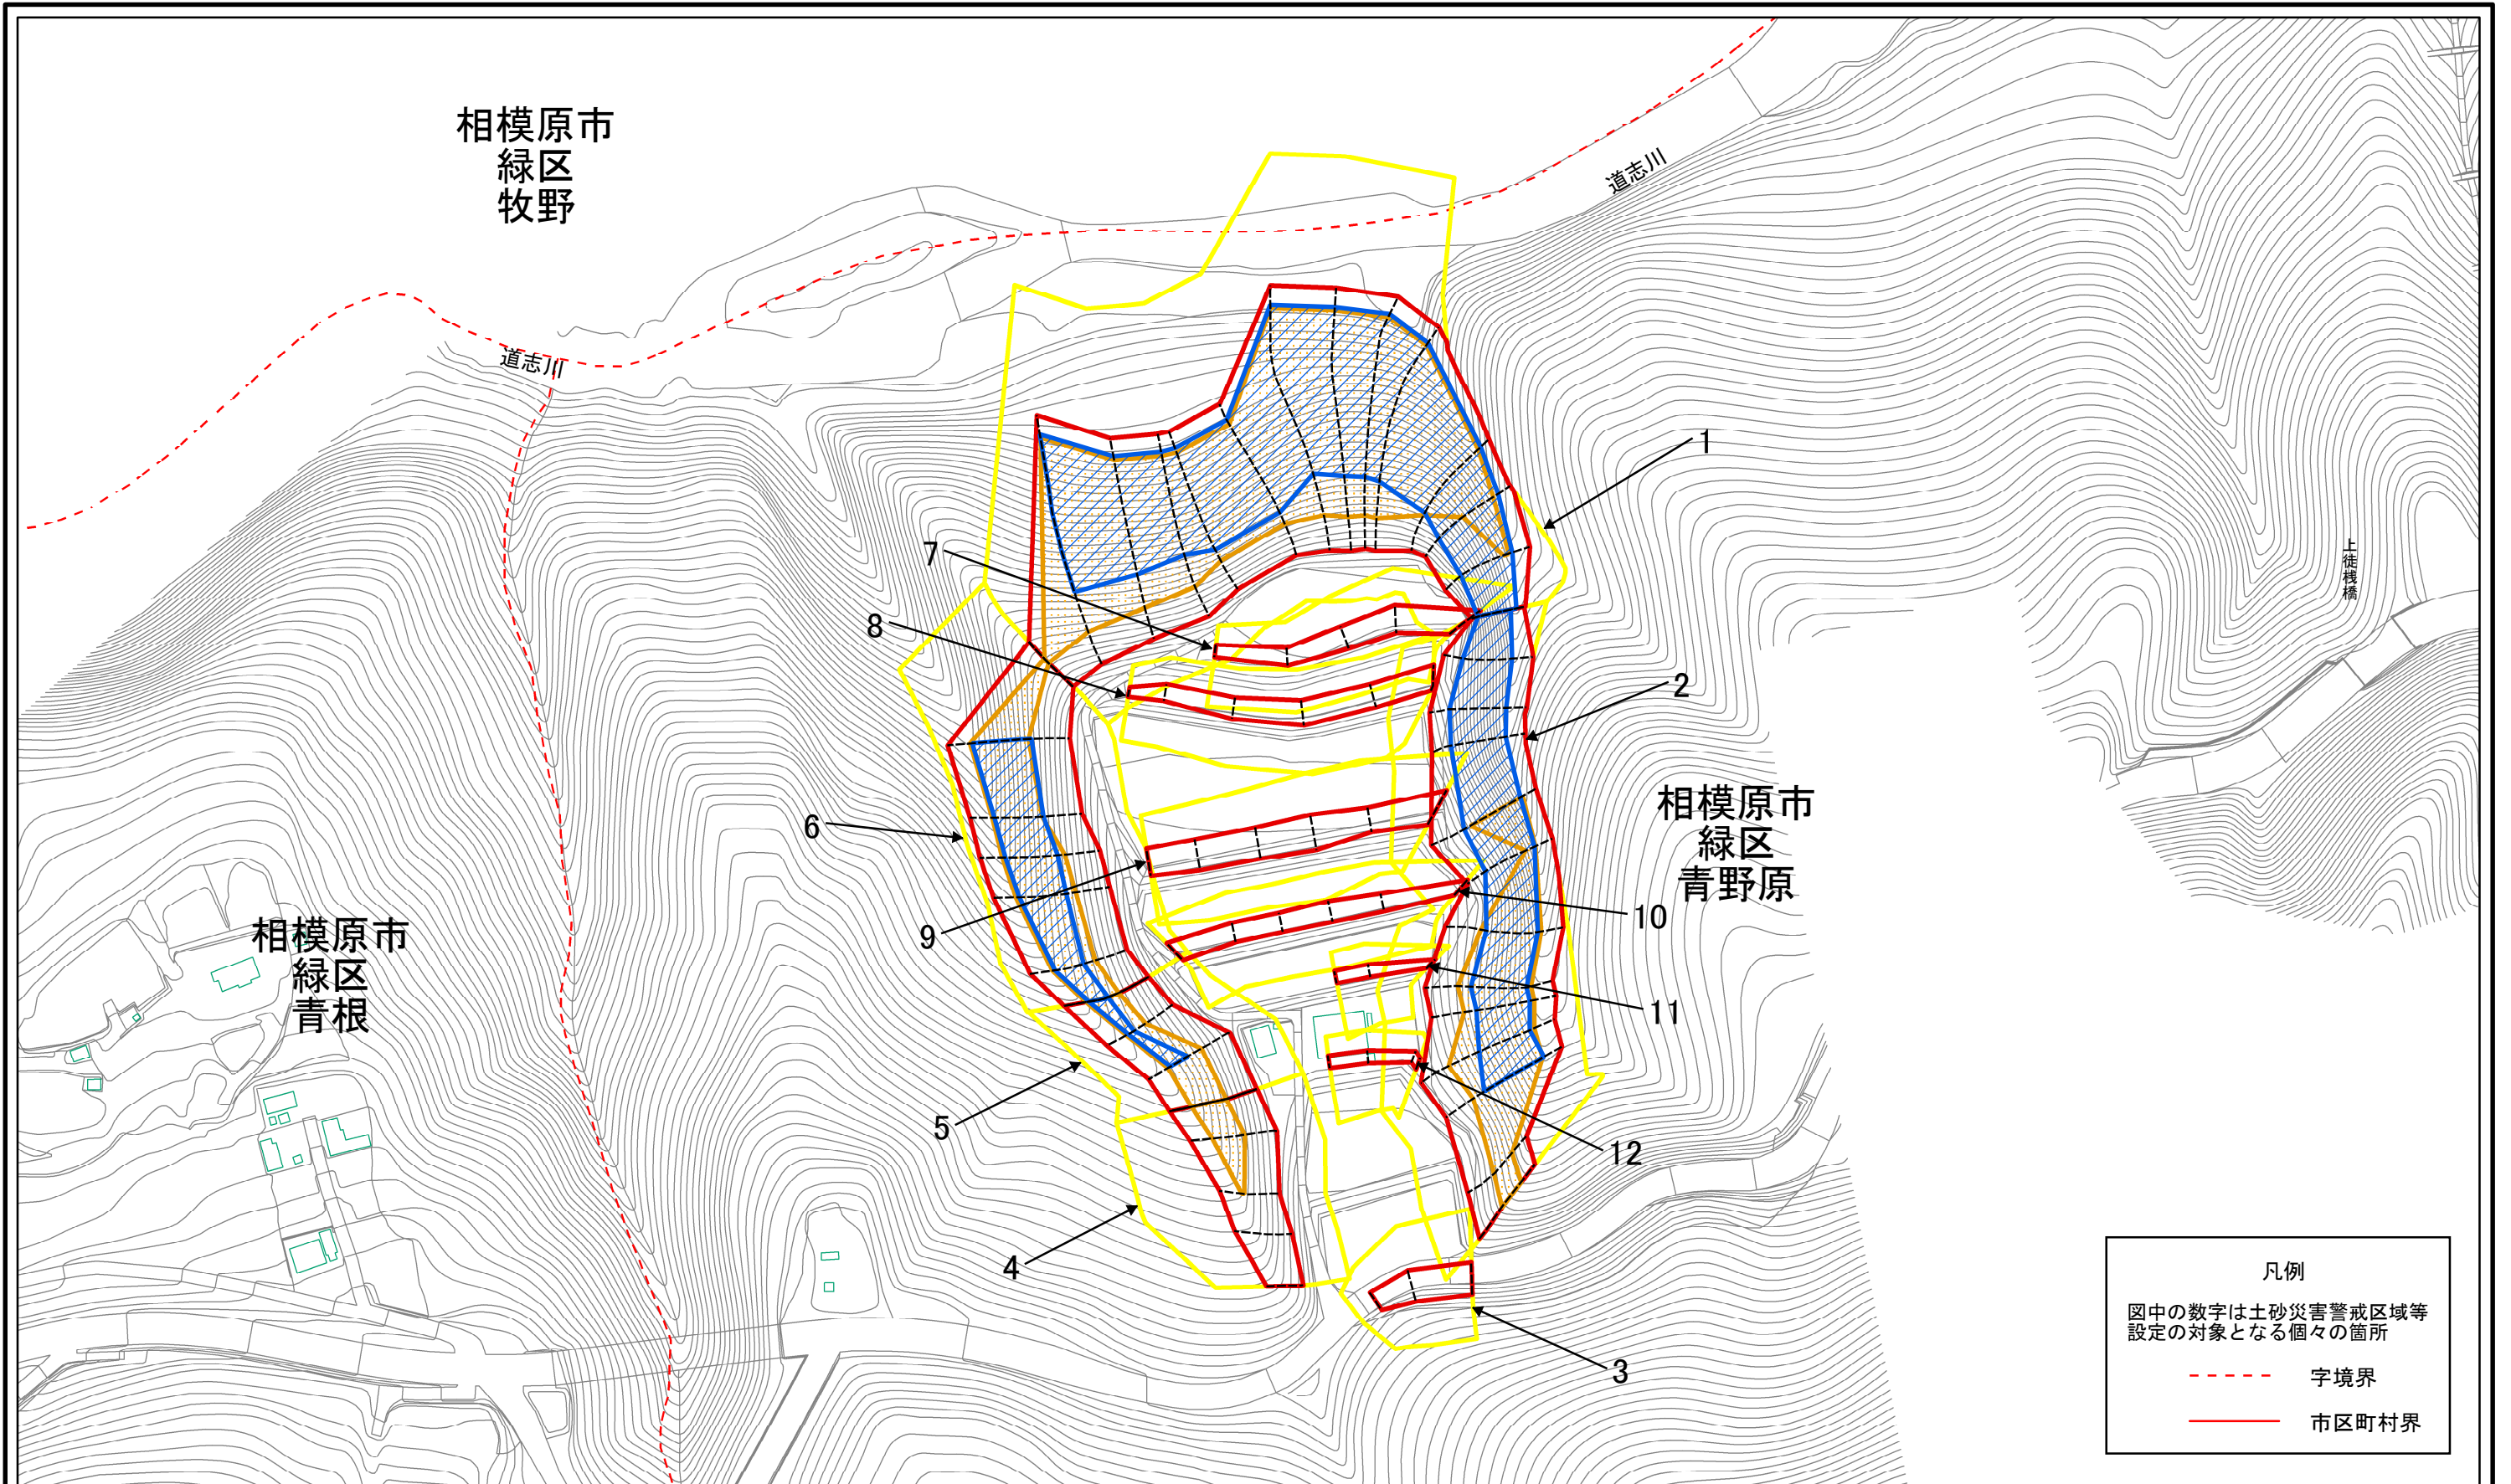 相模原市
緑区
牧野
道志川
道志川
1
7
上徒桟橋
8
2
相模原市
緑区
青野原
6
10
9
相模原市
緑区
青根
11
5
12
4
3
凡例
図中の数字は土砂災害警戒区域等
設定の対象となる個々の箇所
字境界
市区町村界